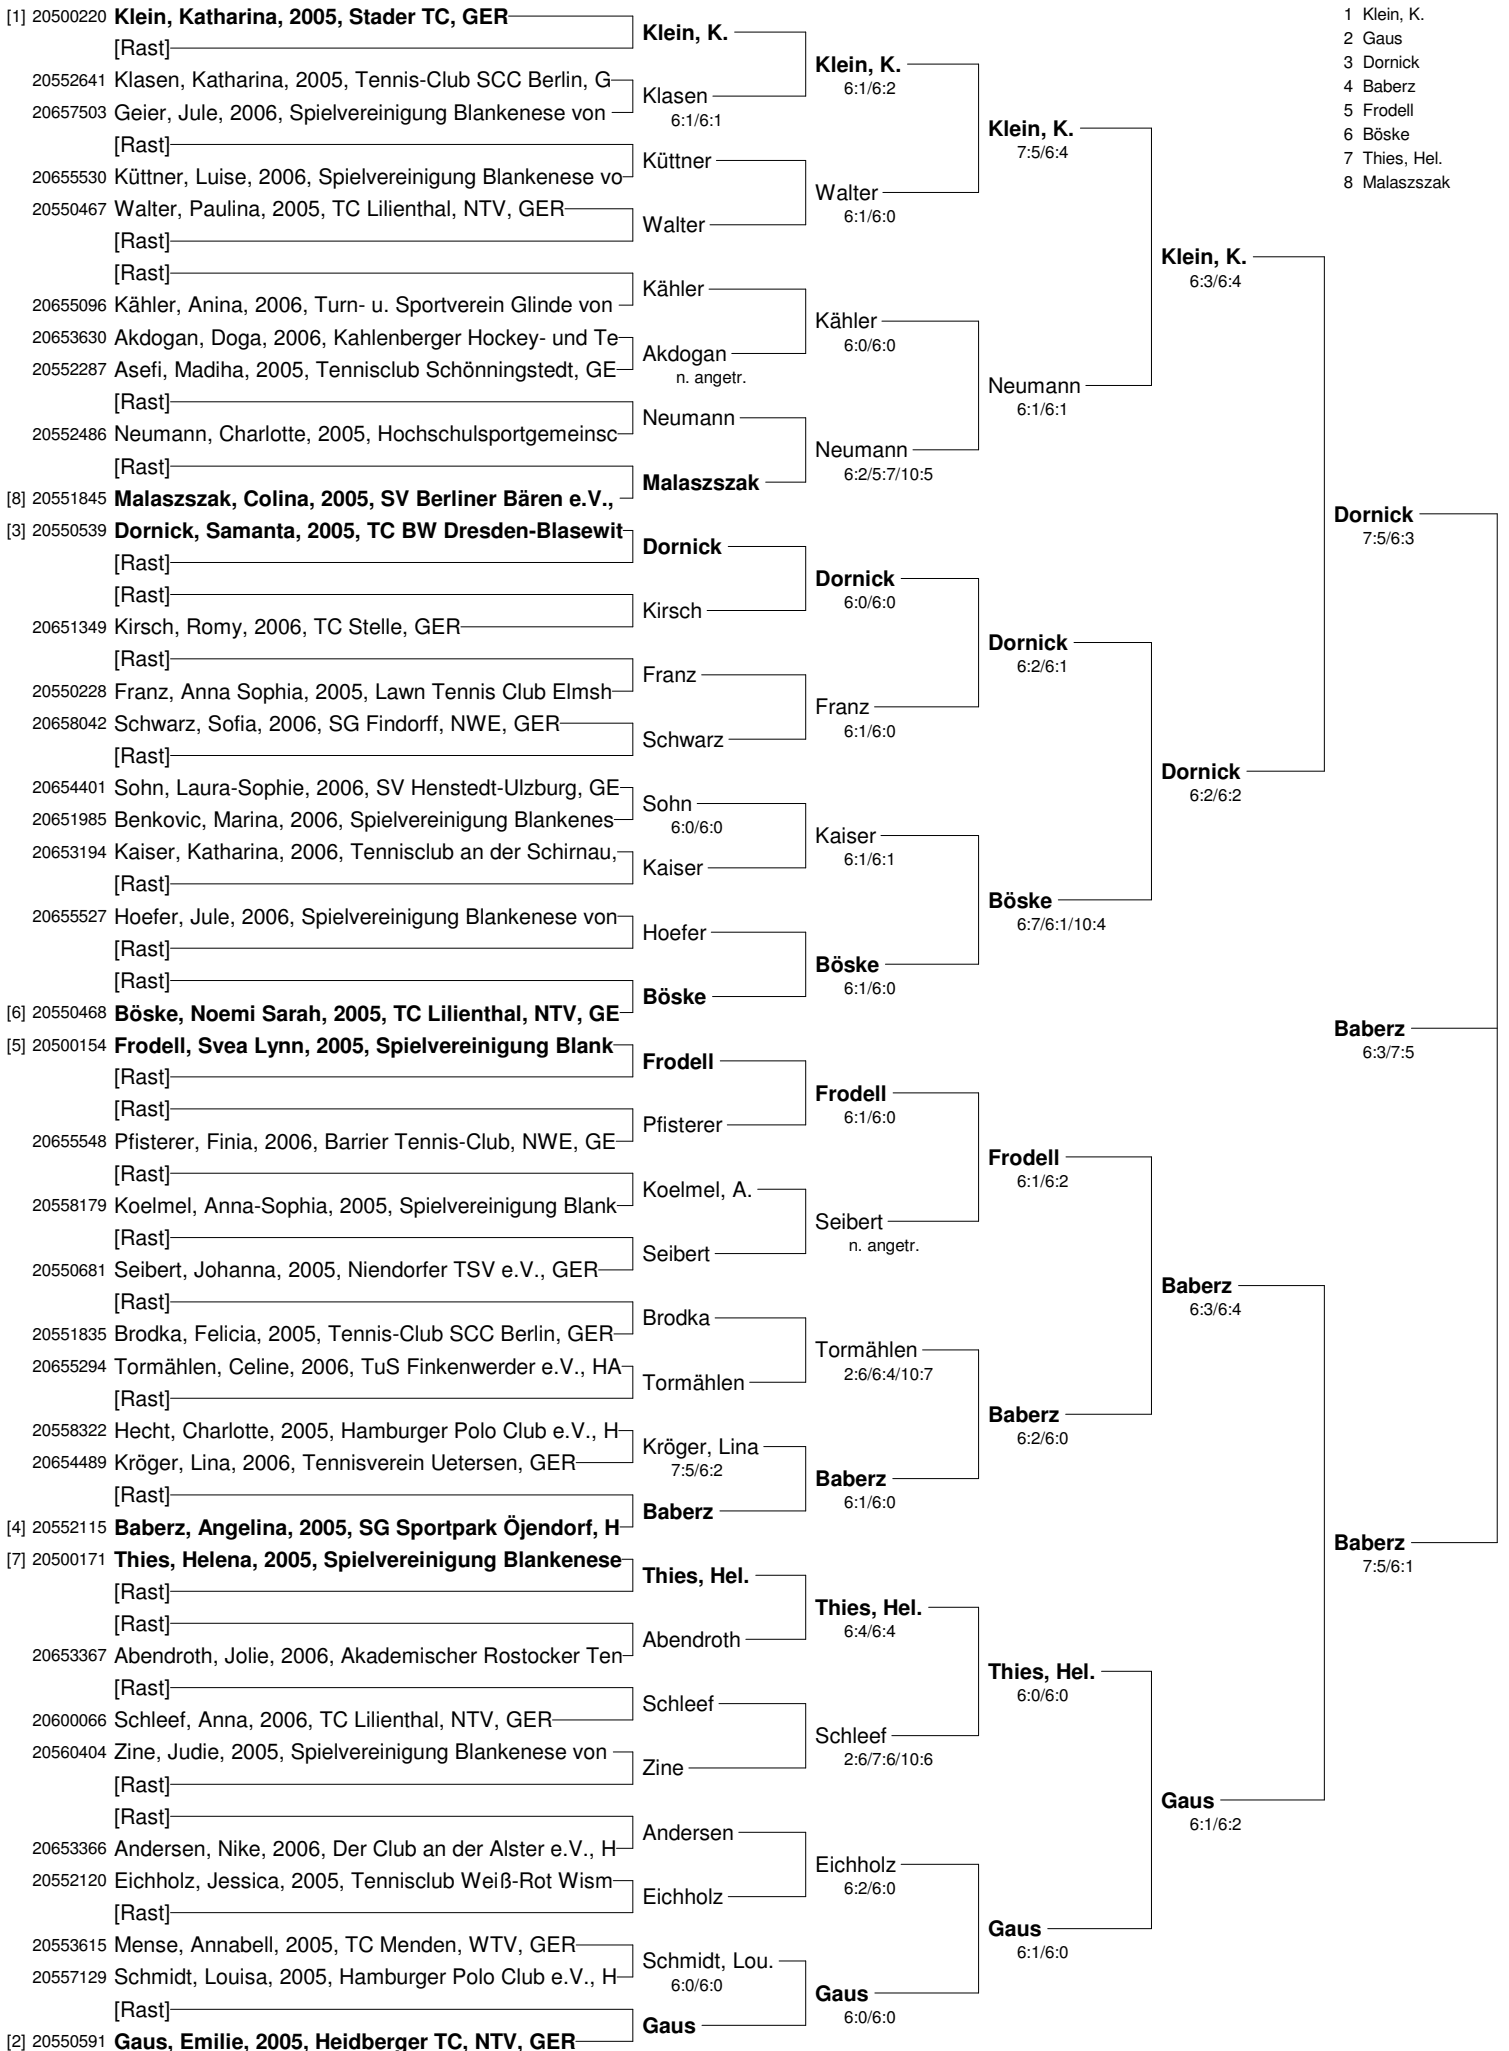 [1] 20500220 Klein, Katharina, 2005, Stader TC, GER
[Rast]
20552641 Klasen, Katharina, 2005, Tennis-Club SCC Berlin, G
20657503 Geier, Jule, 2006, Spielvereinigung Blankenese von
[Rast]
20655530 Küttner, Luise, 2006, Spielvereinigung Blankenese vo
20550467 Walter, Paulina, 2005, TC Lilienthal, NTV, GER
[Rast]
[Rast]
20655096 Kähler, Anina, 2006, Turn- u. Sportverein Glinde von
20653630 Akdogan, Doga, 2006, Kahlenberger Hockey- und Te
20552287 Asefi, Madiha, 2005, Tennisclub Schönningstedt, GE
[Rast]
20552486 Neumann, Charlotte, 2005, Hochschulsportgemeinsc
[Rast]
[8] 20551845 Malaszszak, Colina, 2005, SV Berliner Bären e.V.,
[3] 20550539 Dornick, Samanta, 2005, TC BW Dresden-Blasewit
[Rast]
[Rast]
20651349 Kirsch, Romy, 2006, TC Stelle, GER
[Rast]
20550228 Franz, Anna Sophia, 2005, Lawn Tennis Club Elmsh
20658042 Schwarz, Sofia, 2006, SG Findorff, NWE, GER
[Rast]
20654401 Sohn, Laura-Sophie, 2006, SV Henstedt-Ulzburg, GE
20651985 Benkovic, Marina, 2006, Spielvereinigung Blankenes
20653194 Kaiser, Katharina, 2006, Tennisclub an der Schirnau,
[Rast]
20655527 Hoefer, Jule, 2006, Spielvereinigung Blankenese von
[Rast]
[Rast]
[6] 20550468 Böske, Noemi Sarah, 2005, TC Lilienthal, NTV, GE
[5] 20500154 Frodell, Svea Lynn, 2005, Spielvereinigung Blank
[Rast]
[Rast]
20655548 Pfisterer, Finia, 2006, Barrier Tennis-Club, NWE, GE
[Rast]
20558179 Koelmel, Anna-Sophia, 2005, Spielvereinigung Blank
[Rast]
20550681 Seibert, Johanna, 2005, Niendorfer TSV e.V., GER
[Rast]
20551835 Brodka, Felicia, 2005, Tennis-Club SCC Berlin, GER
20655294 Tormählen, Celine, 2006, TuS Finkenwerder e.V., HA
[Rast]
20558322 Hecht, Charlotte, 2005, Hamburger Polo Club e.V., H
20654489 Kröger, Lina, 2006, Tennisverein Uetersen, GER
[Rast]
[4] 20552115 Baberz, Angelina, 2005, SG Sportpark Öjendorf, H
[7] 20500171 Thies, Helena, 2005, Spielvereinigung Blankenese
[Rast]
[Rast]
20653367 Abendroth, Jolie, 2006, Akademischer Rostocker Ten
[Rast]
20600066 Schleef, Anna, 2006, TC Lilienthal, NTV, GER
20560404 Zine, Judie, 2005, Spielvereinigung Blankenese von
[Rast]
[Rast]
20653366 Andersen, Nike, 2006, Der Club an der Alster e.V., H
20552120 Eichholz, Jessica, 2005, Tennisclub Weiß-Rot Wism
[Rast]
20553615 Mense, Annabell, 2005, TC Menden, WTV, GER
20557129 Schmidt, Louisa, 2005, Hamburger Polo Club e.V., H
[Rast]
[2] 20550591 Gaus, Emilie, 2005, Heidberger TC, NTV, GER
Klein, K.
Klasen
6:1/6:1
Küttner
Walter
Kähler
Akdogan
n. angetr.
Neumann
Malaszszak
Dornick
Kirsch
Franz
Schwarz
Sohn
6:0/6:0
Kaiser
Hoefer
Böske
Frodell
Pfisterer
Koelmel, A.
Seibert
Brodka
Tormählen
Kröger, Lina
7:5/6:2
Baberz
Thies, Hel.
Abendroth
Schleef
Zine
Andersen
Eichholz
Schmidt, Lou.
6:0/6:0
Gaus
Klein, K.
6:1/6:2
Walter
6:1/6:0
Kähler
6:0/6:0
Neumann
6:2/5:7/10:5
Dornick
6:0/6:0
Franz
6:1/6:0
Kaiser
6:1/6:1
Böske
6:1/6:0
Frodell
6:1/6:0
Seibert
n. angetr.
Tormählen
2:6/6:4/10:7
Baberz
6:1/6:0
Thies, Hel.
6:4/6:4
Schleef
2:6/7:6/10:6
Eichholz
6:2/6:0
Gaus
6:0/6:0
Klein, K.
7:5/6:4
Neumann
6:1/6:1
Dornick
6:2/6:1
Böske
6:7/6:1/10:4
Frodell
6:1/6:2
Baberz
6:2/6:0
Thies, Hel.
6:0/6:0
Gaus
6:1/6:0
Klein, K.
6:3/6:4
Dornick
6:2/6:2
Baberz
6:3/6:4
Gaus
6:1/6:2
Dornick
7:5/6:3
Baberz
6:3/7:5
Baberz
7:5/6:1
1 Klein, K.
2 Gaus
3 Dornick
4 Baberz
5 Frodell
6 Böske
7 Thies, Hel.
8 Malaszszak